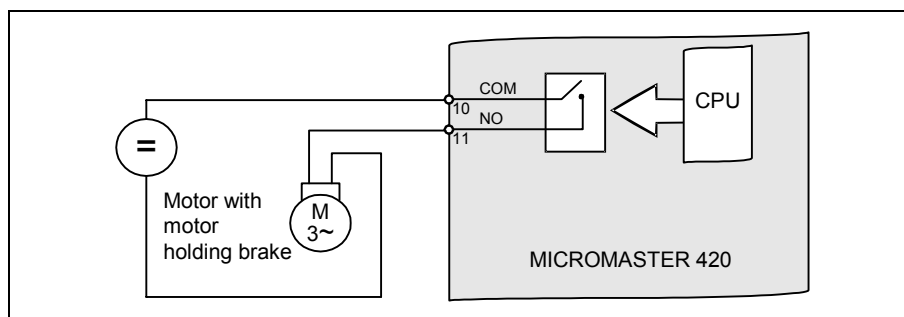 COM
10
NO
11
CPU
=
Motor with
motor
holding brake
M
3~
MICROMASTER 420